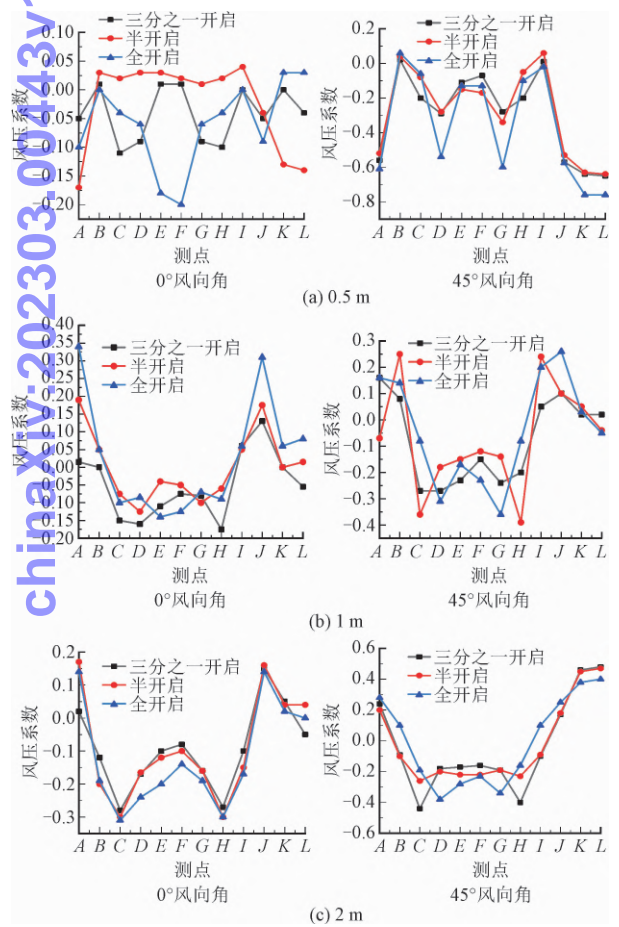 chinaXiv:202303.00443v1
三分之一开启
半开启
全开启
0.10
0.05
0.00
−0.05
−0.10
−0.15
−0.20
风压系数
A B C D E F G H I J K L
测点
0°风向角
三分之一开启
半开启
全开启
0.2
0.0
−0.2
−0.4
−0.6
−0.8
风压系数
A B C D E F G H I J K L
测点
45°风向角
(a) 0.5 m
三分之一开启
半开启
全开启
0.40
0.35
0.30
0.25
0.20
0.15
0.10
0.05
0.00
0.05
0.10
0.15
0.20
风压系数
A B C D E F G H I J K L
测点
0°风向角
三分之一开启
半开启
全开启
0.3
0.2
0.1
0.0
−0.1
−0.2
−0.3
−0.4
风压系数
A B C D E F G H I J K L
测点
45°风向角
(b) 1 m
三分之一开启
半开启
全开启
0.2
0.1
0.0
−0.1
−0.2
−0.3
风压系数
A B C D E F G H I J K L
测点
0°风向角
三分之一开启
半开启
全开启
0.6
0.4
0.2
0.0
−0.2
−0.4
−0.6
风压系数
A B C D E F G H I J K L
测点
45°风向角
(c) 2 m